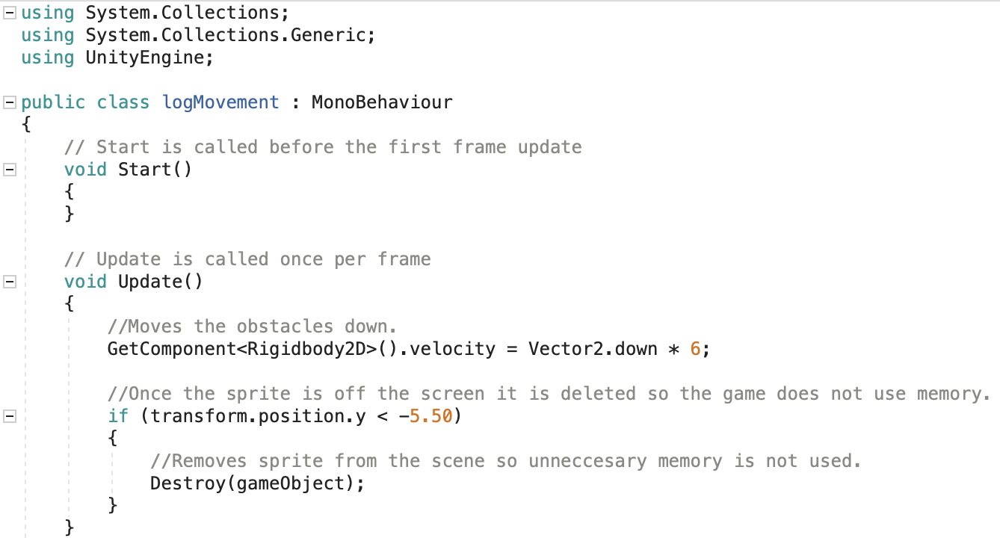 using System.Collections;
using System.Collections.Generic;
using UnityEngine;

public class logMovement : MonoBehaviour
{
    // Start is called before the first frame update
    void Start()
    {
    }

    // Update is called once per frame
    void Update()
    {
        //Moves the obstacles down.
        GetComponent<Rigidbody2D>().velocity = Vector2.down * 6;

        //Once the sprite is off the screen it is deleted so the game does not use memory.
        if (transform.position.y < -5.50)
        {
            //Removes sprite from the scene so unneccesary memory is not used.
            Destroy(gameObject);
        }
    }